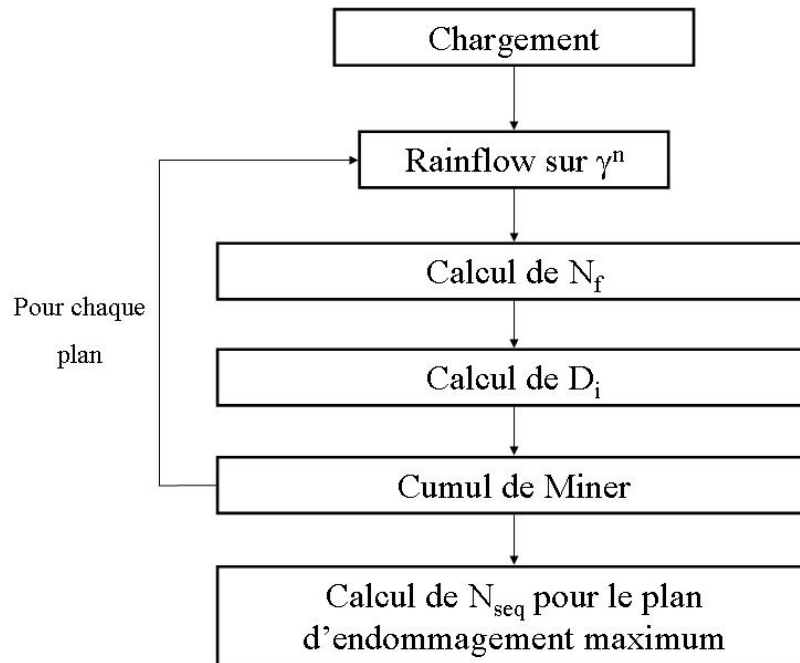 Chargement
Rainflow sur γⁿ
Calcul de N_f
Pour chaque
plan
Calcul de D_i
Cumul de Miner
Calcul de N_seq pour le plan
d'endommagement maximum